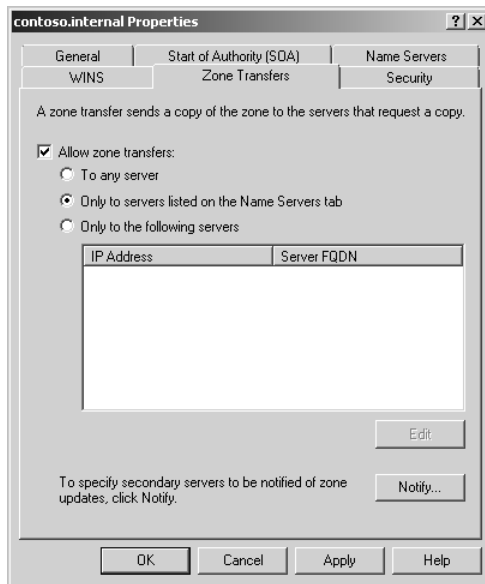 contoso.internal Properties
General Start of Authority (SOA) Name Servers
WINS Zone Transfers Security
A zone transfer sends a copy of the zone to the servers that request a copy.
Allow zone transfers:
To any server
Only to servers listed on the Name Servers tab
Only to the following servers
IP Address Server FQDN
Edit
To specify secondary servers to be notified of zone
updates, click Notify.
Notify...
OK Cancel Apply Help